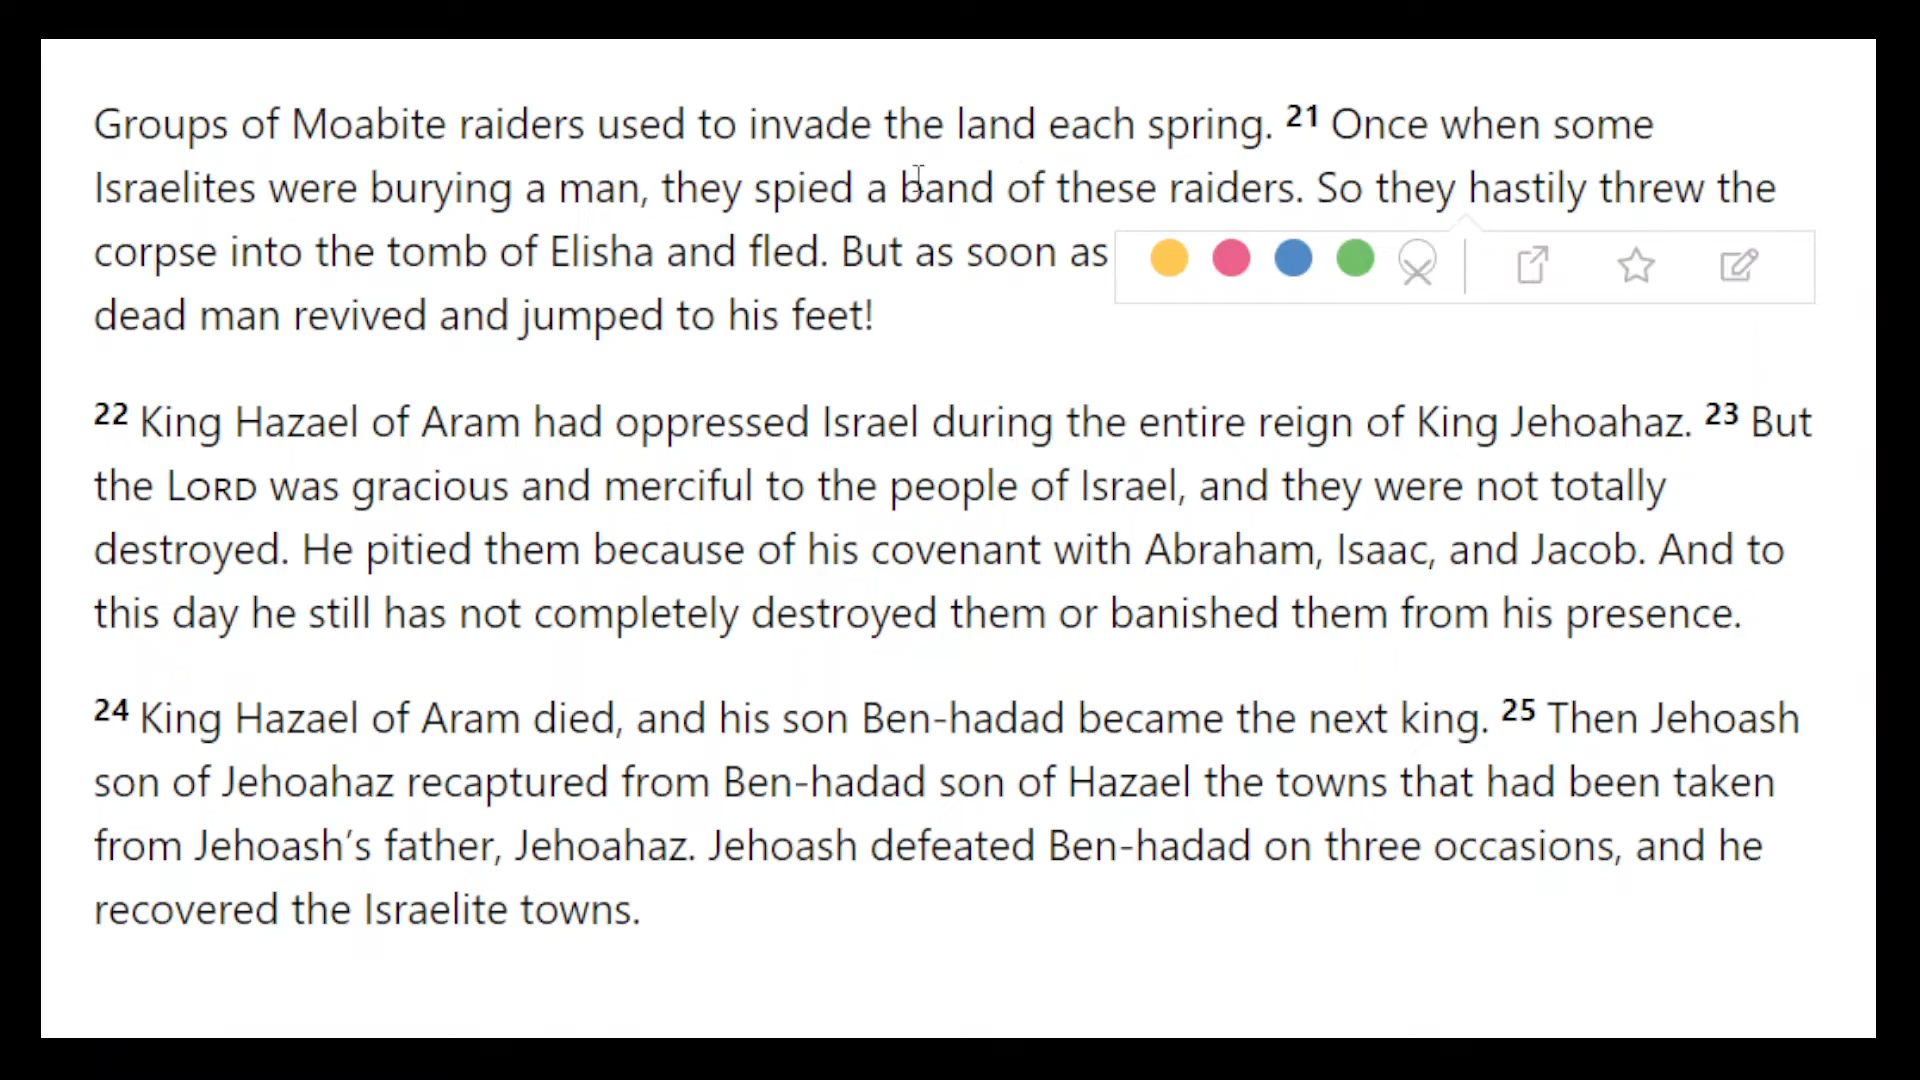 Groups of Moabite raiders used to invade the land each spring. 21 Once when some
Israelites were burying a man, they spied a band of these raiders. So they hastily threw the
corpse into the tomb of Elisha and fled. But as soon as
dead man revived and jumped to his feet!
22 King Hazael of Aram had oppressed Israel during the entire reign of King Jehoahaz. 23 But
the LORD was gracious and merciful to the people of Israel, and they were not totally
destroyed. He pitied them because of his covenant with Abraham, Isaac, and Jacob. And to
this day he still has not completely destroyed them or banished them from his presence.
24 King Hazael of Aram died, and his son Ben-hadad became the next king. 25 Then Jehoash
son of Jehoahaz recaptured from Ben-hadad son of Hazael the towns that had been taken
from Jehoash’s father, Jehoahaz. Jehoash defeated Ben-hadad on three occasions, and he
recovered the Israelite towns.